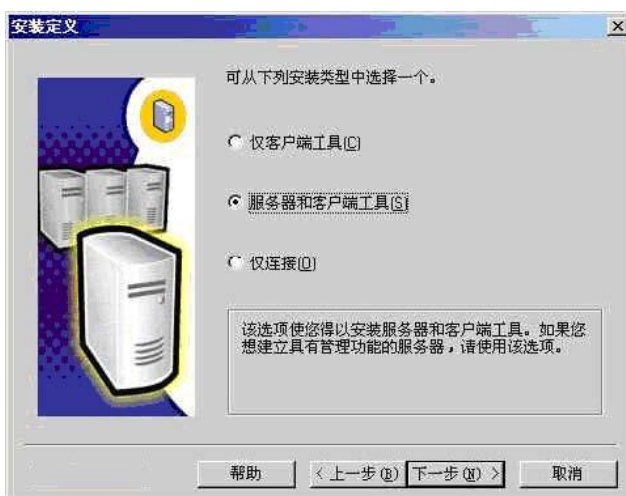 安装定义
可从下列安装类型中选择一个。
仅客户端工具(C)
服务器和客户端工具(S)
仅连接(O)
该选项使您得以安装服务器和客户端工具。如果您
想建立具有管理功能的服务器，请使用该选项。
帮助 < 上一步(B) 下一步(N) > 取消